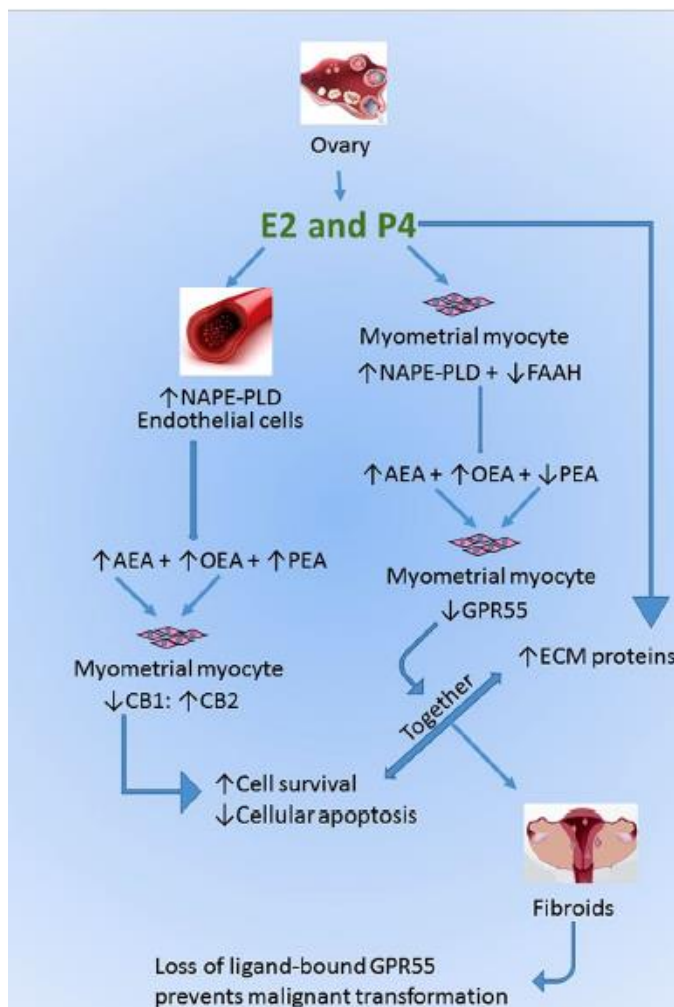 Ovary
E2 and P4
Myometrial myocyte
↑NAPE-PLD + ↓FAAH
↑NAPE-PLD
Endothelial cells
↑AEA + ↑OEA + ↓PEA
↑AEA + ↑OEA + ↑PEA
Myometrial myocyte
↓GPR55
Myometrial myocyte
↓CB1: ↑CB2
↑ECM proteins
Together
↑Cell survival
↓Cellular apoptosis
Fibroids
Loss of ligand-bound GPR55
prevents malignant transformation